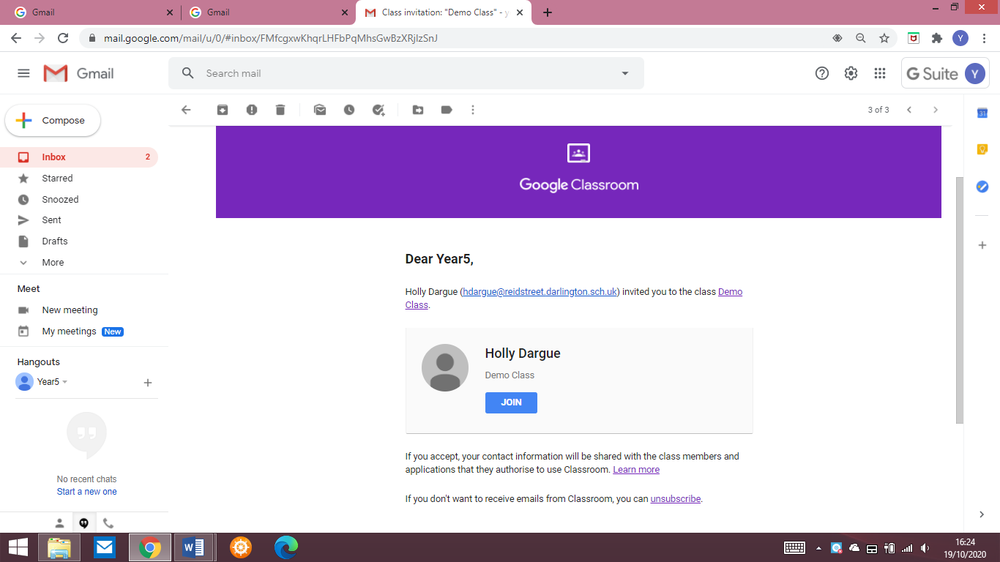 Gmail
Gmail
Class invitation: "Demo Class" - y
mail.google.com/mail/u/0/#inbox/FMfcgxwKhqrLHFbPqMhsGwBzXRjlzSnJ
Y
Gmail
Search mail
G Suite
Y
Compose
3 of 3
31
Inbox 2
Starred
Snoozed
Sent
Drafts
More
Meet
New meeting
My meetings New
Hangouts
Year5
No recent chats
Start a new one
Google Classroom
Dear Year5,
Holly Dargue (hdargue@reidstreet.darlington.sch.uk) invited you to the class Demo
Class.
Holly Dargue
Demo Class
JOIN
If you accept, your contact information will be shared with the class members and
applications that they authorise to use Classroom. Learn more
If you don't want to receive emails from Classroom, you can unsubscribe.
16:24
19/10/2020